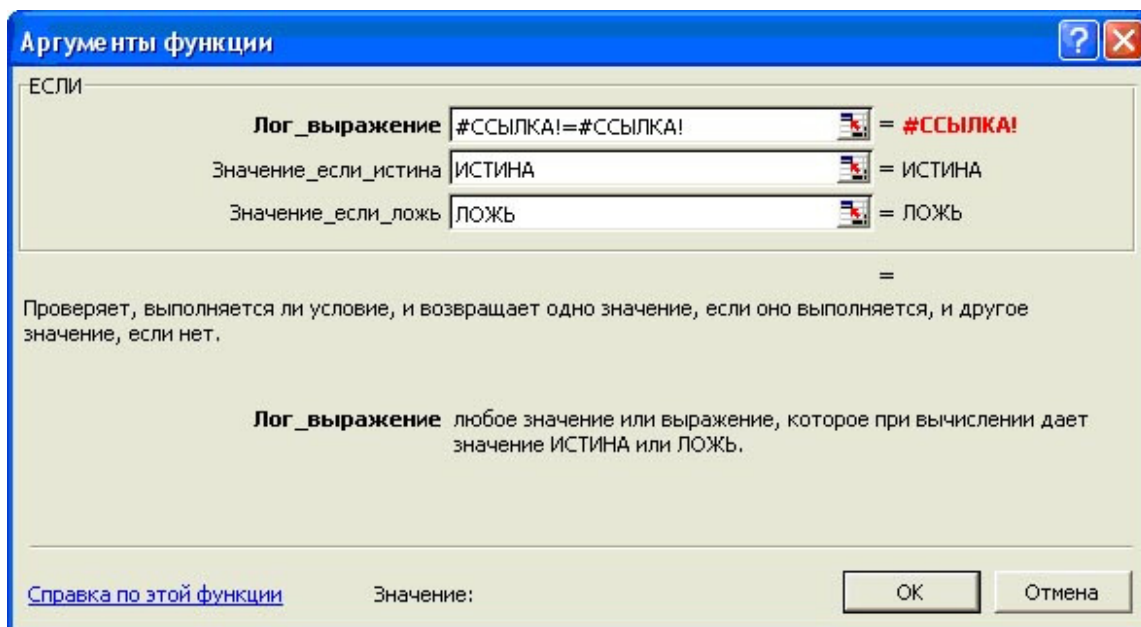 Аргументы функции
ЕСЛИ
Лог_выражение #ССЫЛКА!=#ССЫЛКА! = #ССЫЛКА!
Значение_если_истина ИСТИНА = ИСТИНА
Значение_если_ложь ЛОЖЬ = ЛОЖЬ
=
Проверяет, выполняется ли условие, и возвращает одно значение, если оно выполняется, и другое
значение, если нет.
Лог_выражение любое значение или выражение, которое при вычислении дает
значение ИСТИНА или ЛОЖЬ.
Справка по этой функции Значение: ОК Отмена